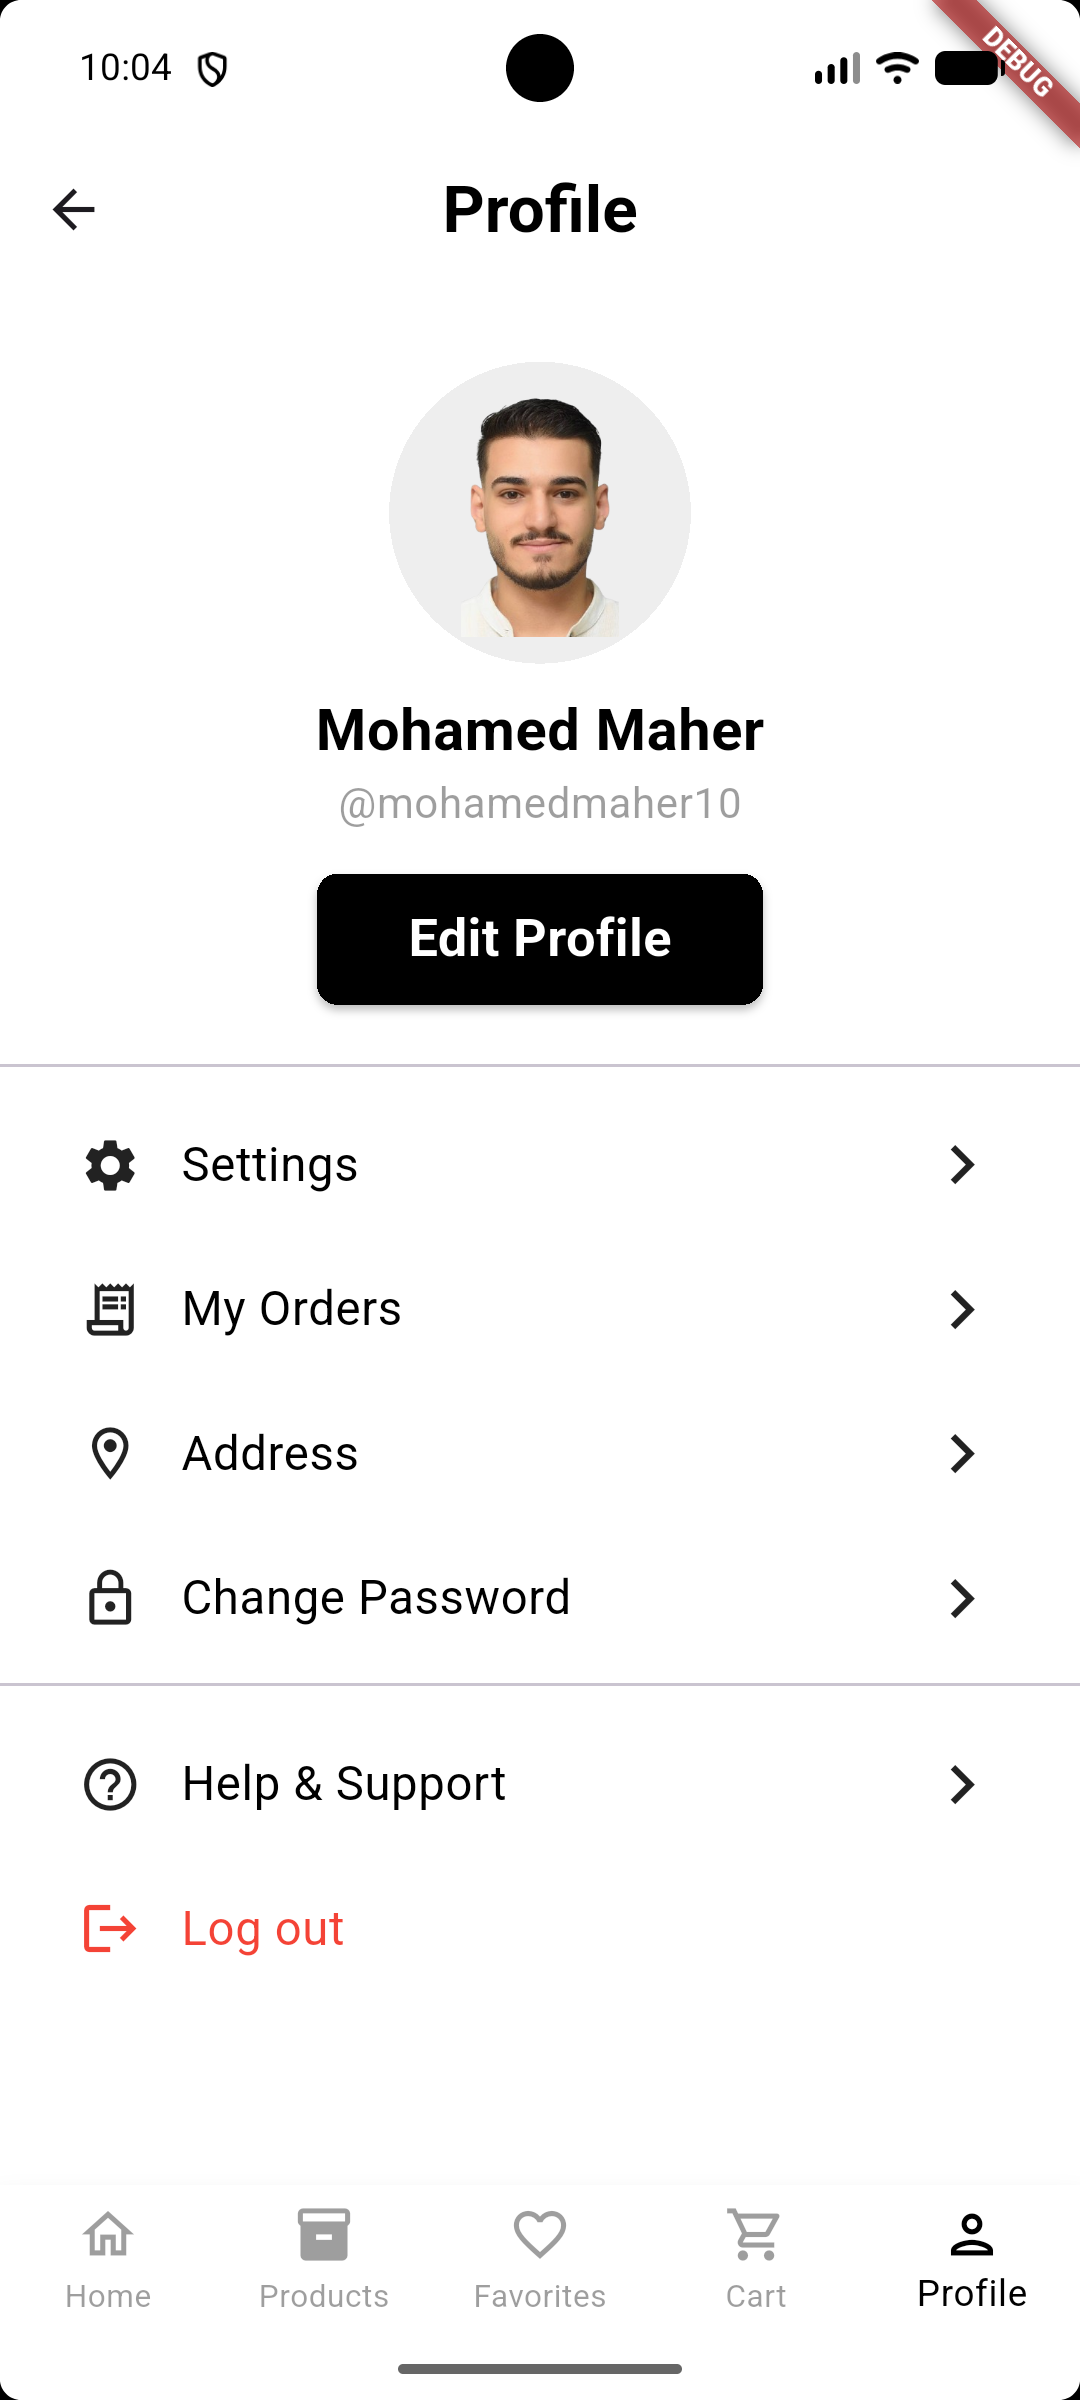 10:04
DEBUG
Profile
Mohamed Maher
@mohamedmaher10
Edit Profile
Settings
My Orders
Address
Change Password
Help & Support
Log out
Home
Products
Favorites
Cart
Profile